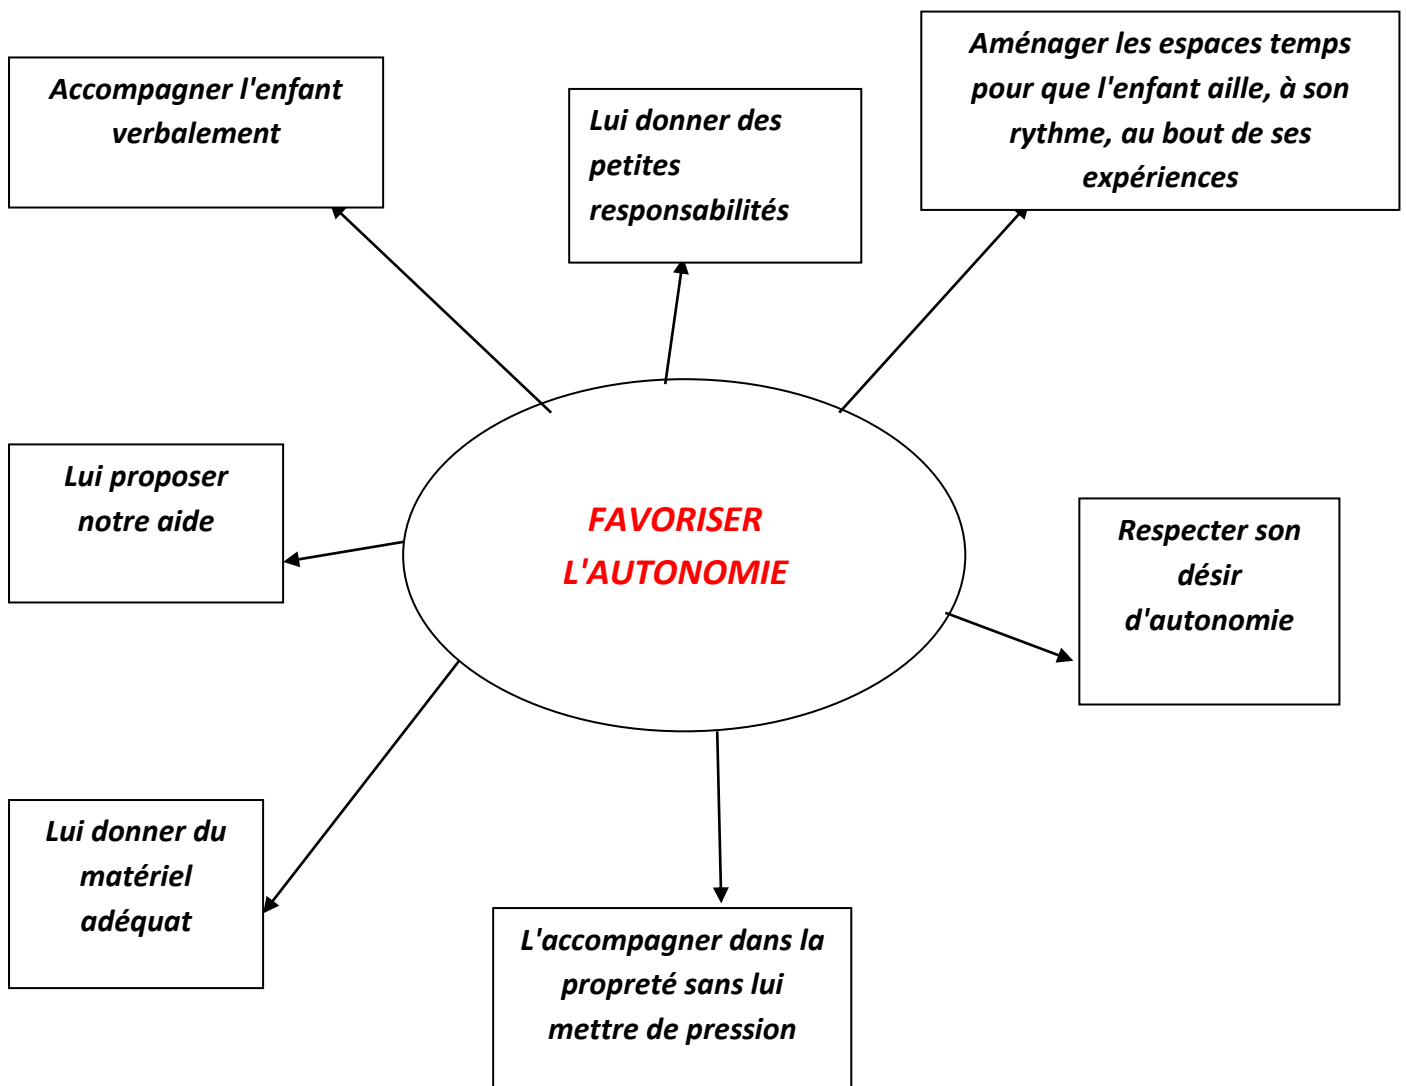 Accompagner l'enfant
verbalement
Lui donner des
petites
responsabilités
Aménager les espaces temps
pour que l'enfant aille, à son
rythme, au bout de ses
expériences
Lui proposer
notre aide
FAVORISER
L'AUTONOMIE
Respecter son
désir
d'autonomie
Lui donner du
matériel
adéquat
L'accompagner dans la
propreté sans lui
mettre de pression